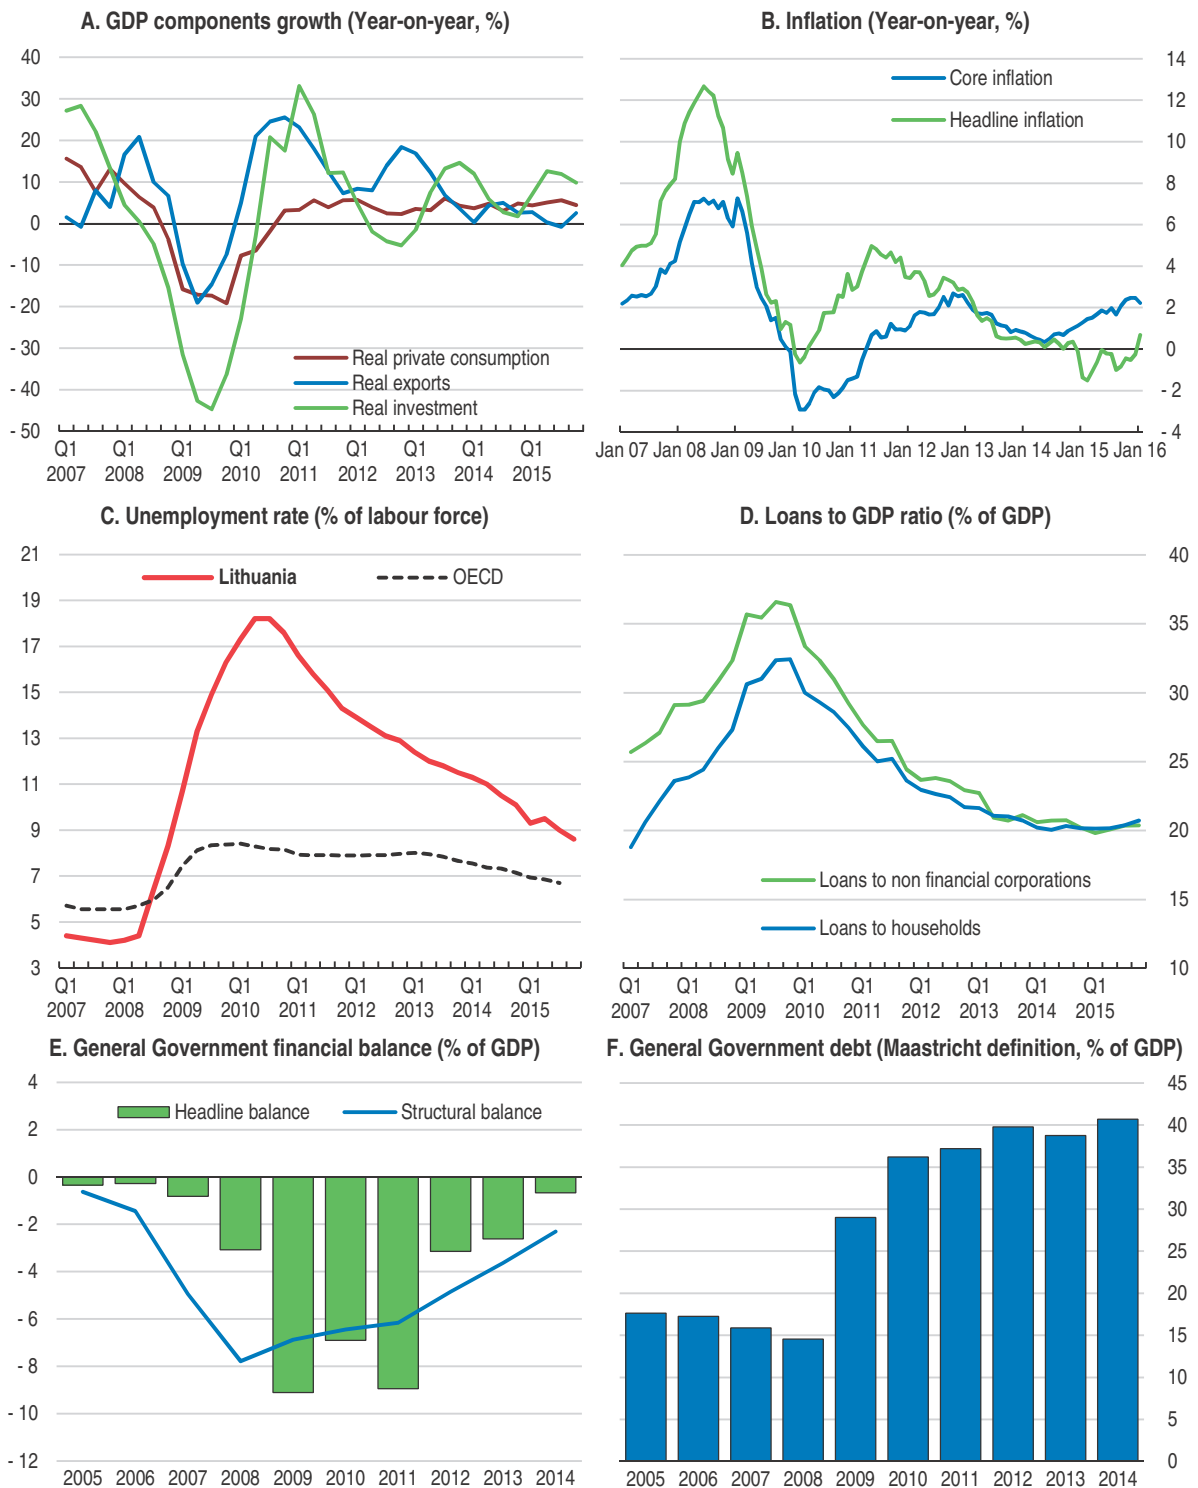 A. GDP components growth (Year-on-year, %)
40
30
20
10
0
- 10
- 20
- 30
- 40
- 50
Real private consumption
Real exports
Real investment
Q1 Q1 Q1 Q1 Q1 Q1 Q1 Q1 Q1
2007 2008 2009 2010 2011 2012 2013 2014 2015
B. Inflation (Year-on-year, %)
Core inflation
Headline inflation
14
12
10
8
6
4
2
0
- 2
- 4
Jan 07 Jan 08 Jan 09 Jan 10 Jan 11 Jan 12 Jan 13 Jan 14 Jan 15 Jan 16
C. Unemployment rate (% of labour force)
Lithuania OECD
21
19
17
15
13
11
9
7
5
3
Q1 Q1 Q1 Q1 Q1 Q1 Q1 Q1 Q1
2007 2008 2009 2010 2011 2012 2013 2014 2015
D. Loans to GDP ratio (% of GDP)
40
35
30
25
20
15
10
Loans to non financial corporations
Loans to households
Q1 Q1 Q1 Q1 Q1 Q1 Q1 Q1 Q1
2007 2008 2009 2010 2011 2012 2013 2014 2015
E. General Government financial balance (% of GDP)
Headline balance Structural balance
4
2
0
- 2
- 4
- 6
- 8
- 10
- 12
2005 2006 2007 2008 2009 2010 2011 2012 2013 2014
F. General Government debt (Maastricht definition, % of GDP)
45
40
35
30
25
20
15
10
5
0
2005 2006 2007 2008 2009 2010 2011 2012 2013 2014